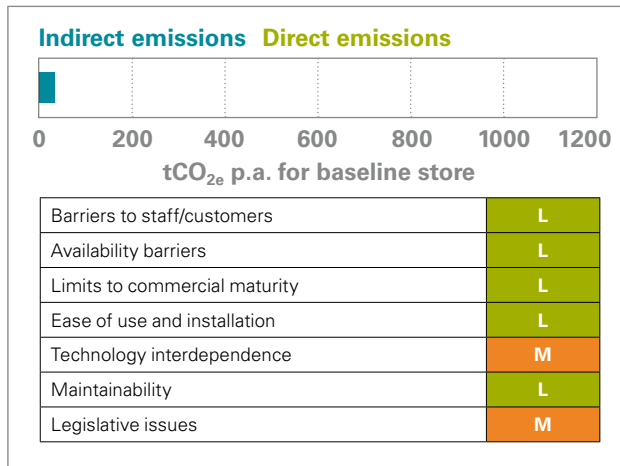 Indirect emissions Direct emissions
0 200 400 600 800 1000 1200
tCO2e p.a. for baseline store
Barriers to staff/customers L
Availability barriers L
Limits to commercial maturity L
Ease of use and installation L
Technology interdependence M
Maintainability L
Legislative issues M